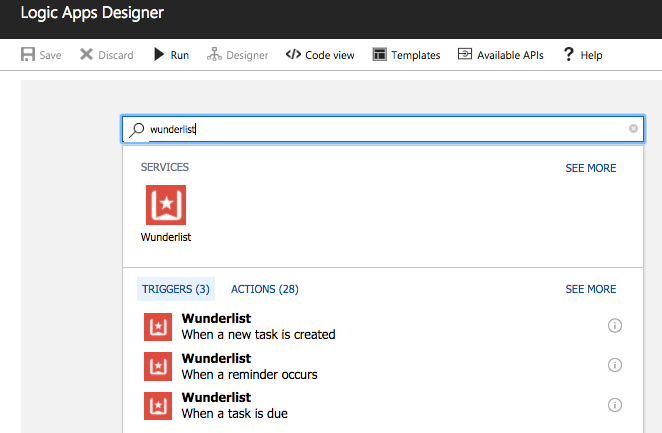 Logic Apps Designer
Save Discard Run Designer Code view Templates Available APIs Help
wunderlist
SERVICES SEE MORE
Wunderlist
TRIGGERS (3) ACTIONS (28) SEE MORE
Wunderlist
When a new task is created
Wunderlist
When a reminder occurs
Wunderlist
When a task is due